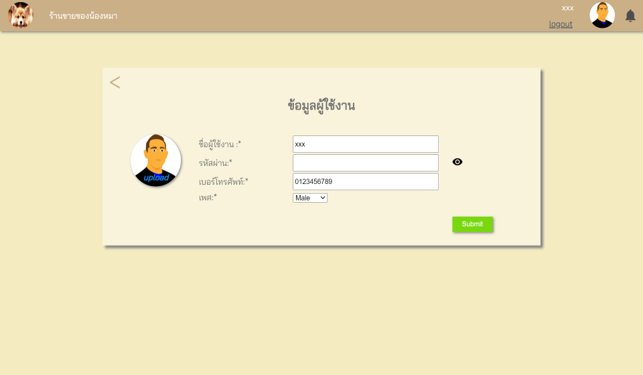 ร้านขายของน้องหมา
xxx
logout
<
ข้อมูลผู้ใช้งาน
upload
ชื่อผู้ใช้งาน :* xxx
รหัสผ่าน:*
เบอร์โทรศัพท์:* 0123456789
เพศ:* Male
Submit